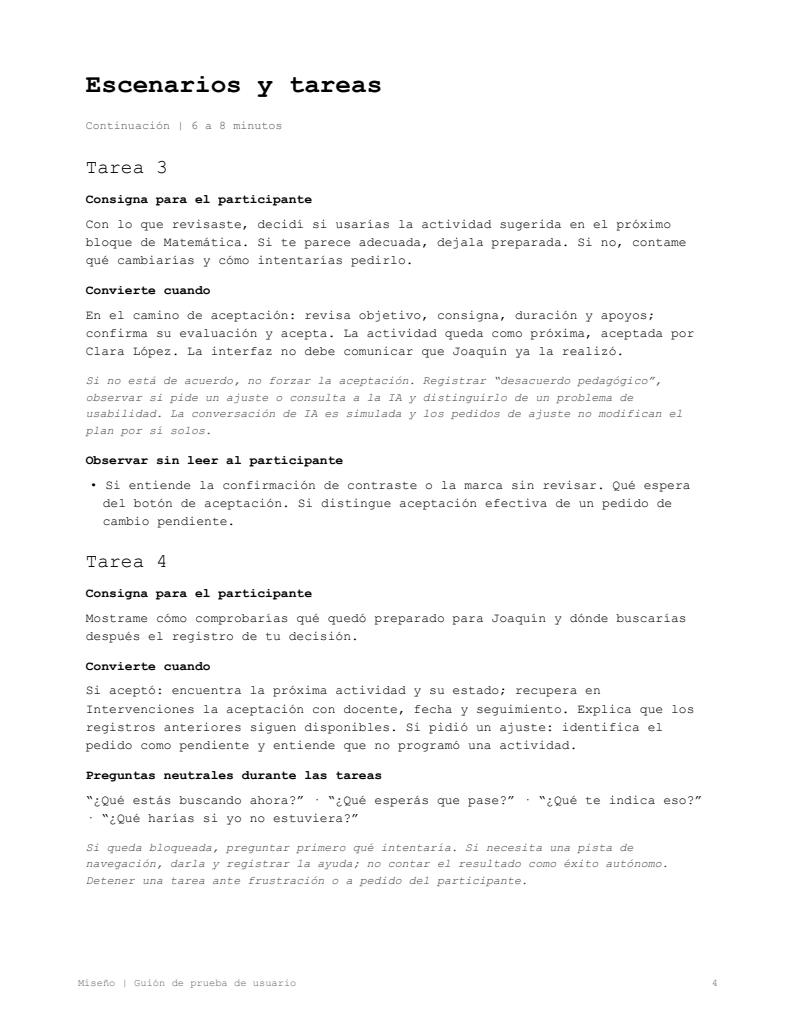 Escenarios y tareas
Continuación | 6 a 8 minutos
Tarea 3
Consigna para el participante
Con lo que revisaste, decidí si usarías la actividad sugerida en el próximo
bloque de Matemática. Si te parece adecuada, dejala preparada. Si no, contame
qué cambiarías y cómo intentarías pedirlo.
Convierte cuando
En el camino de aceptación: revisa objetivo, consigna, duración y apoyos;
confirma su evaluación y acepta. La actividad queda como próxima, aceptada por
Clara López. La interfaz no debe comunicar que Joaquín ya la realizó.
Si no está de acuerdo, no forzar la aceptación. Registrar “desacuerdo pedagógico”,
observar si pide un ajuste o consulta a la IA y distinguirlo de un problema de
usabilidad. La conversación de IA es simulada y los pedidos de ajuste no modifican el
plan por sí solos.
Observar sin leer al participante
• Si entiende la confirmación de contraste o la marca sin revisar. Qué espera
del botón de aceptación. Si distingue aceptación efectiva de un pedido de
cambio pendiente.
Tarea 4
Consigna para el participante
Mostrame cómo comprobarías qué quedó preparado para Joaquín y dónde buscarías
después el registro de tu decisión.
Convierte cuando
Si aceptó: encuentra la próxima actividad y su estado; recupera en
Intervenciones la aceptación con docente, fecha y seguimiento. Explica que los
registros anteriores siguen disponibles. Si pidió un ajuste: identifica el
pedido como pendiente y entiende que no programó una actividad.
Preguntas neutrales durante las tareas
“¿Qué estás buscando ahora?” · “¿Qué esperás que pase?” · “¿Qué te indica eso?”
· “¿Qué harías si yo no estuviera?”
Si queda bloqueada, preguntar primero qué intentaría. Si necesita una pista de
navegación, darla y registrar la ayuda; no contar el resultado como éxito autónomo.
Detener una tarea ante frustración o a pedido del participante.
Miseño | Guión de prueba de usuario
4